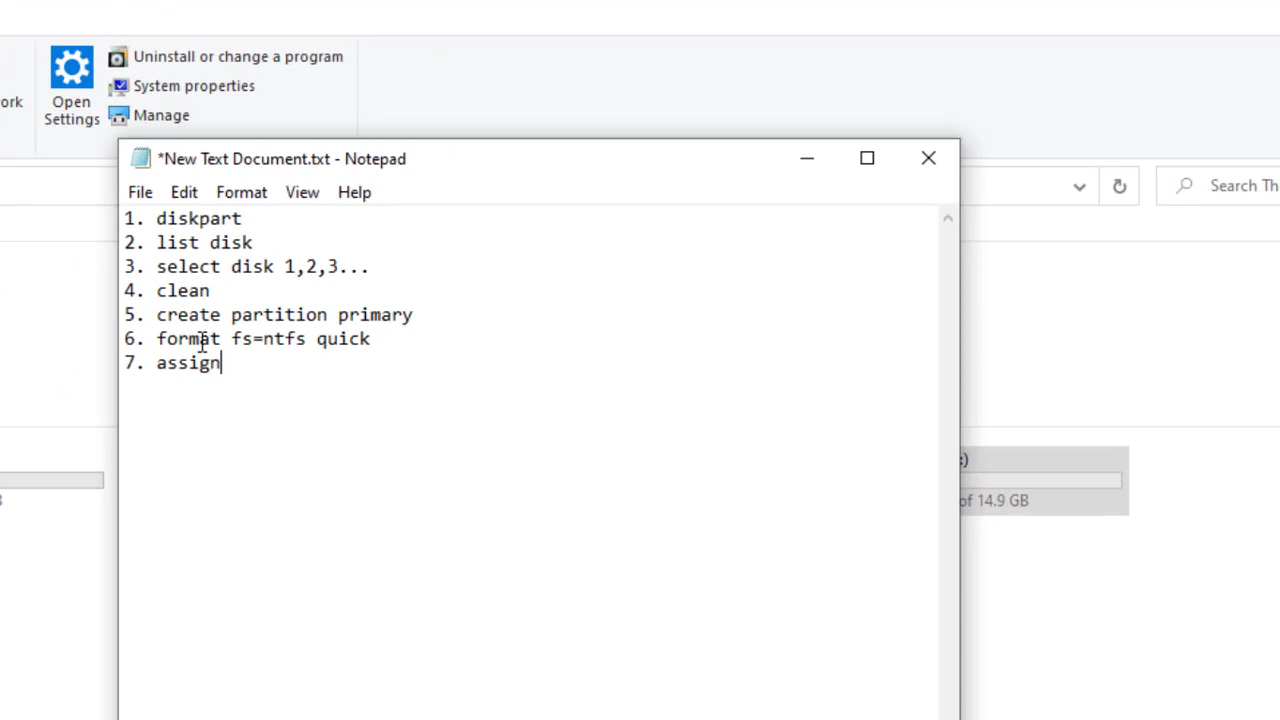 Uninstall or change a program
System properties
Manage
Open
Settings
ork
*New Text Document.txt - Notepad
File Edit Format View Help
Search Th
1. diskpart
2. list disk
3. select disk 1,2,3...
4. clean
5. create partition primary
6. format fs=ntfs quick
7. assign
:)
of 14.9 GB